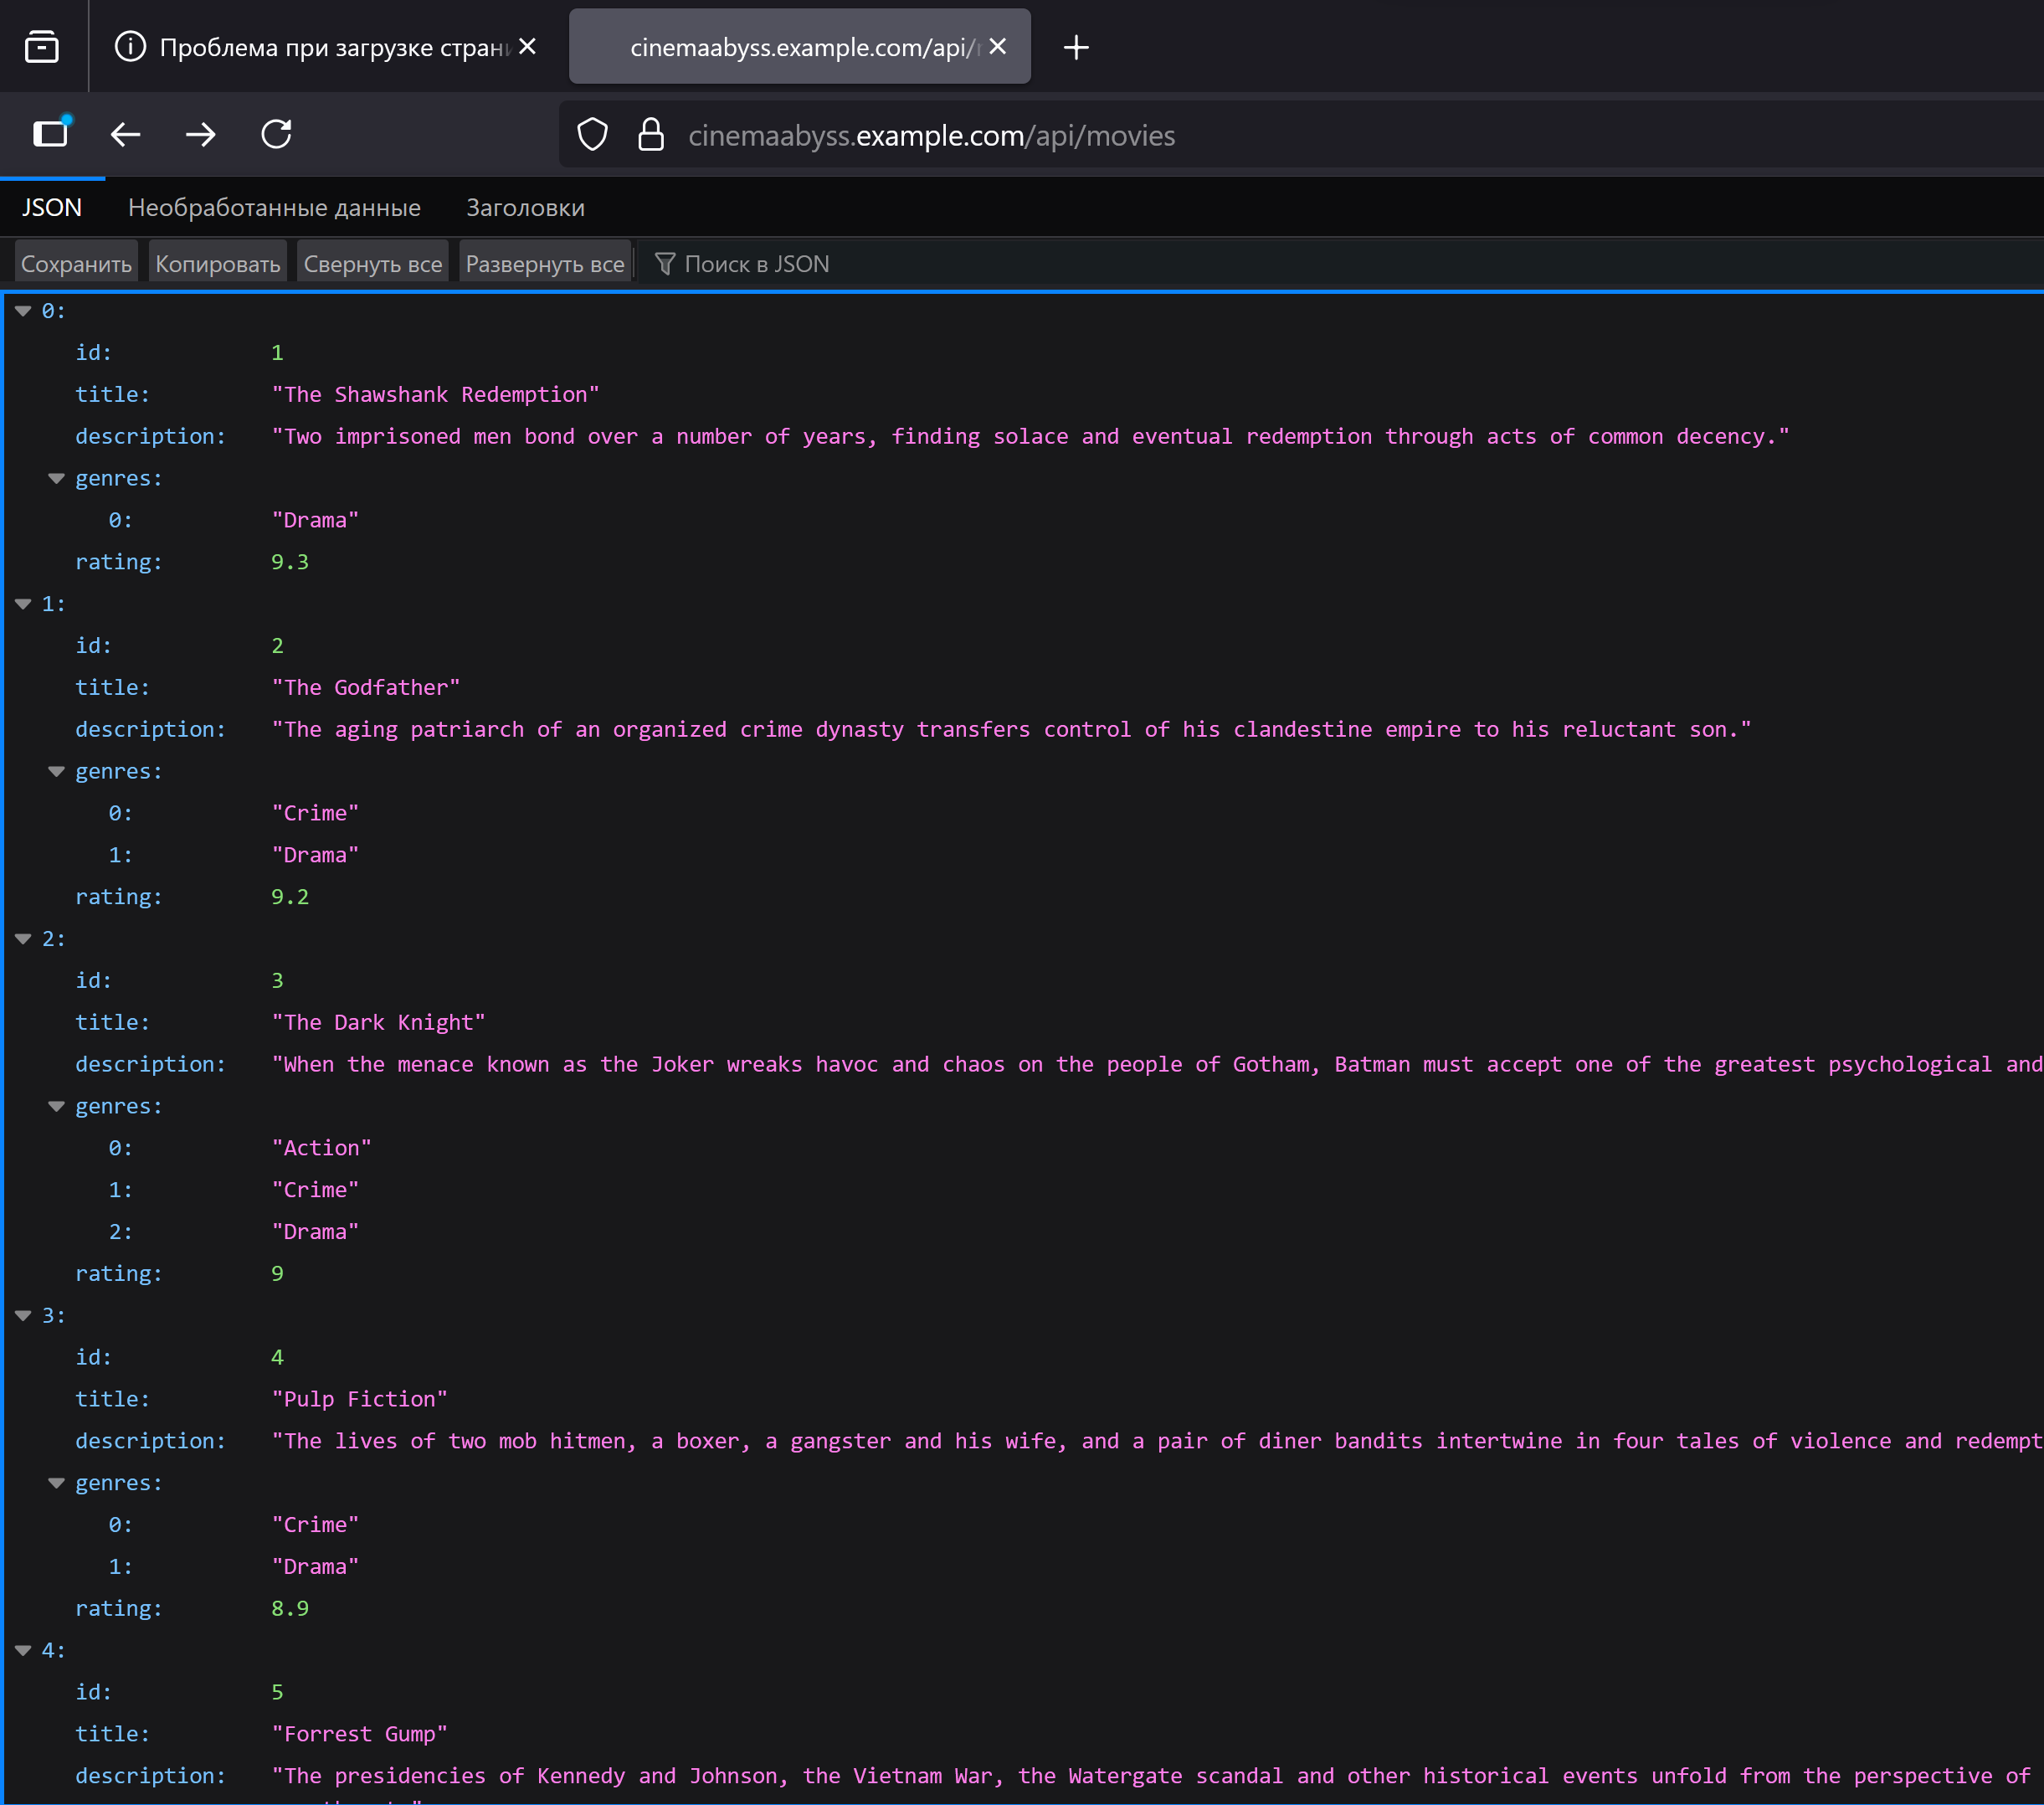 Проблема при загрузке страни
cinemaabyss.example.com/api/
cinemaabyss.example.com/api/movies
JSON Необработанные данные Заголовки
Сохранить Копировать Свернуть все Развернуть все Поиск в JSON
0:
id: 1
title: "The Shawshank Redemption"
description: "Two imprisoned men bond over a number of years, finding solace and eventual redemption through acts of common decency."
genres:
0: "Drama"
rating: 9.3
1:
id: 2
title: "The Godfather"
description: "The aging patriarch of an organized crime dynasty transfers control of his clandestine empire to his reluctant son."
genres:
0: "Crime"
1: "Drama"
rating: 9.2
2:
id: 3
title: "The Dark Knight"
description: "When the menace known as the Joker wreaks havoc and chaos on the people of Gotham, Batman must accept one of the greatest psychological and
genres:
0: "Action"
1: "Crime"
2: "Drama"
rating: 9
3:
id: 4
title: "Pulp Fiction"
description: "The lives of two mob hitmen, a boxer, a gangster and his wife, and a pair of diner bandits intertwine in four tales of violence and redempt
genres:
0: "Crime"
1: "Drama"
rating: 8.9
4:
id: 5
title: "Forrest Gump"
description: "The presidencies of Kennedy and Johnson, the Vietnam War, the Watergate scandal and other historical events unfold from the perspective of